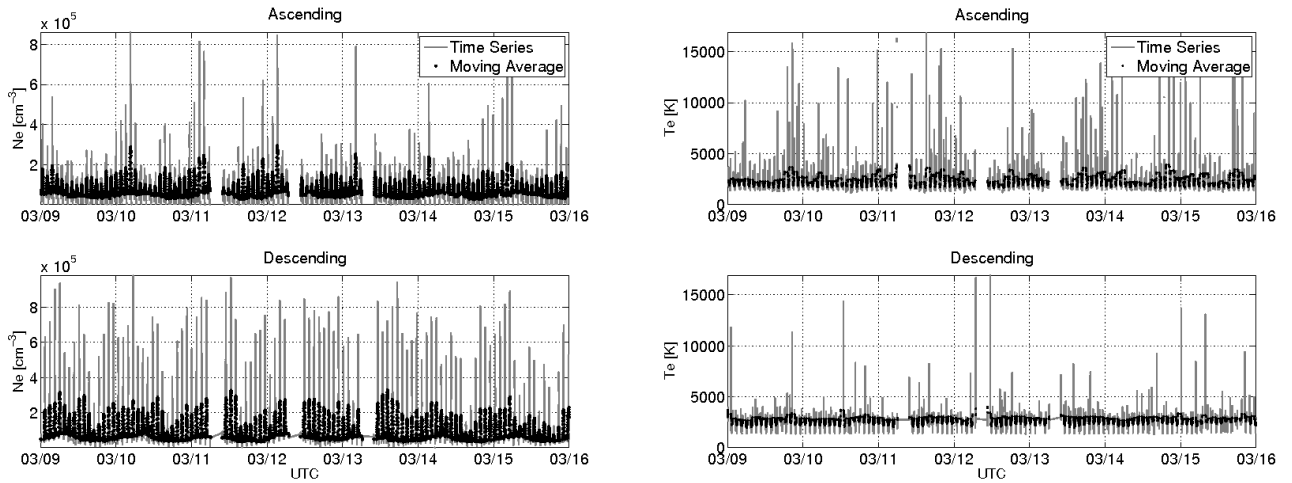 Ascending
x 10⁵
Ne [cm⁻³]
8
6
4
2
Time Series
Moving Average
03/09 03/10 03/11 03/12 03/13 03/14 03/15 03/16
Ascending
Te [K]
15000
10000
5000
0
Time Series
Moving Average
03/09 03/10 03/11 03/12 03/13 03/14 03/15 03/16
Descending
x 10⁵
Ne [cm⁻³]
8
6
4
2
03/09 03/10 03/11 03/12 03/13 03/14 03/15 03/16
UTC
Descending
Te [K]
15000
10000
5000
0
03/09 03/10 03/11 03/12 03/13 03/14 03/15 03/16
UTC